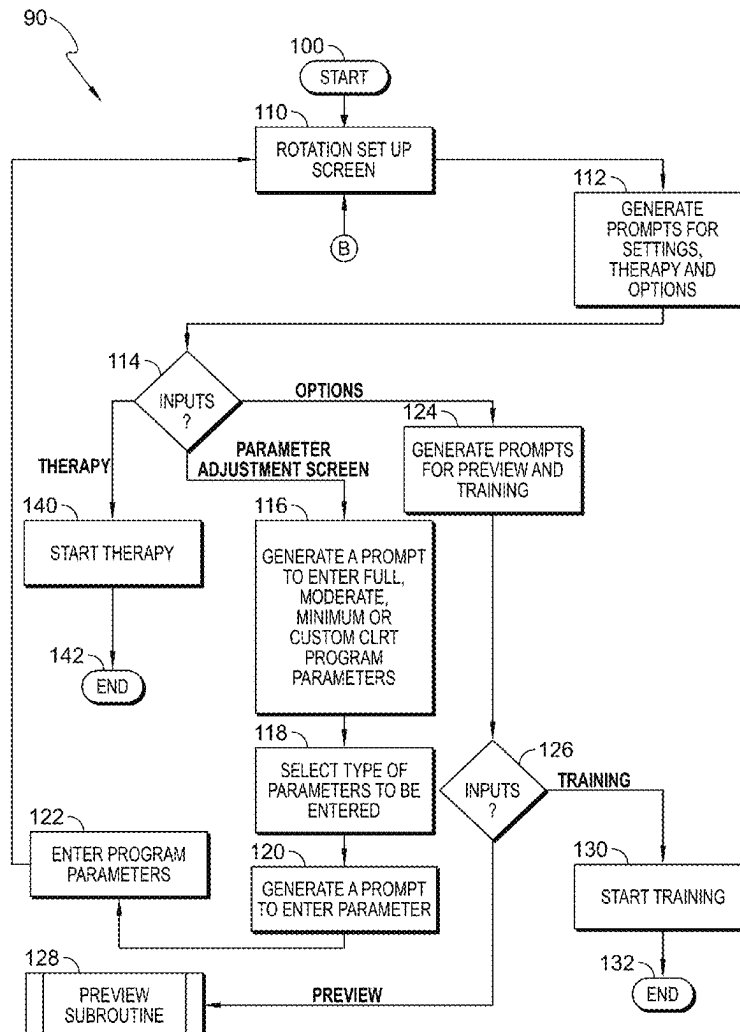 90
100
START
110
ROTATION SET UP
SCREEN
B
112
GENERATE
PROMPTS FOR
SETTINGS,
THERAPY AND
OPTIONS
114
INPUTS
?
OPTIONS
THERAPY
PARAMETER
ADJUSTMENT SCREEN
124
GENERATE PROMPTS
FOR PREVIEW AND
TRAINING
140
START THERAPY
142
END
116
GENERATE A PROMPT
TO ENTER FULL,
MODERATE,
MINIMUM OR
CUSTOM CLRT
PROGRAM
PARAMETERS
118
SELECT TYPE OF
PARAMETERS TO BE
ENTERED
126
INPUTS
?
TRAINING
122
ENTER PROGRAM
PARAMETERS
120
GENERATE A PROMPT
TO ENTER PARAMETER
130
START TRAINING
132
END
128
PREVIEW
SUBROUTINE
PREVIEW